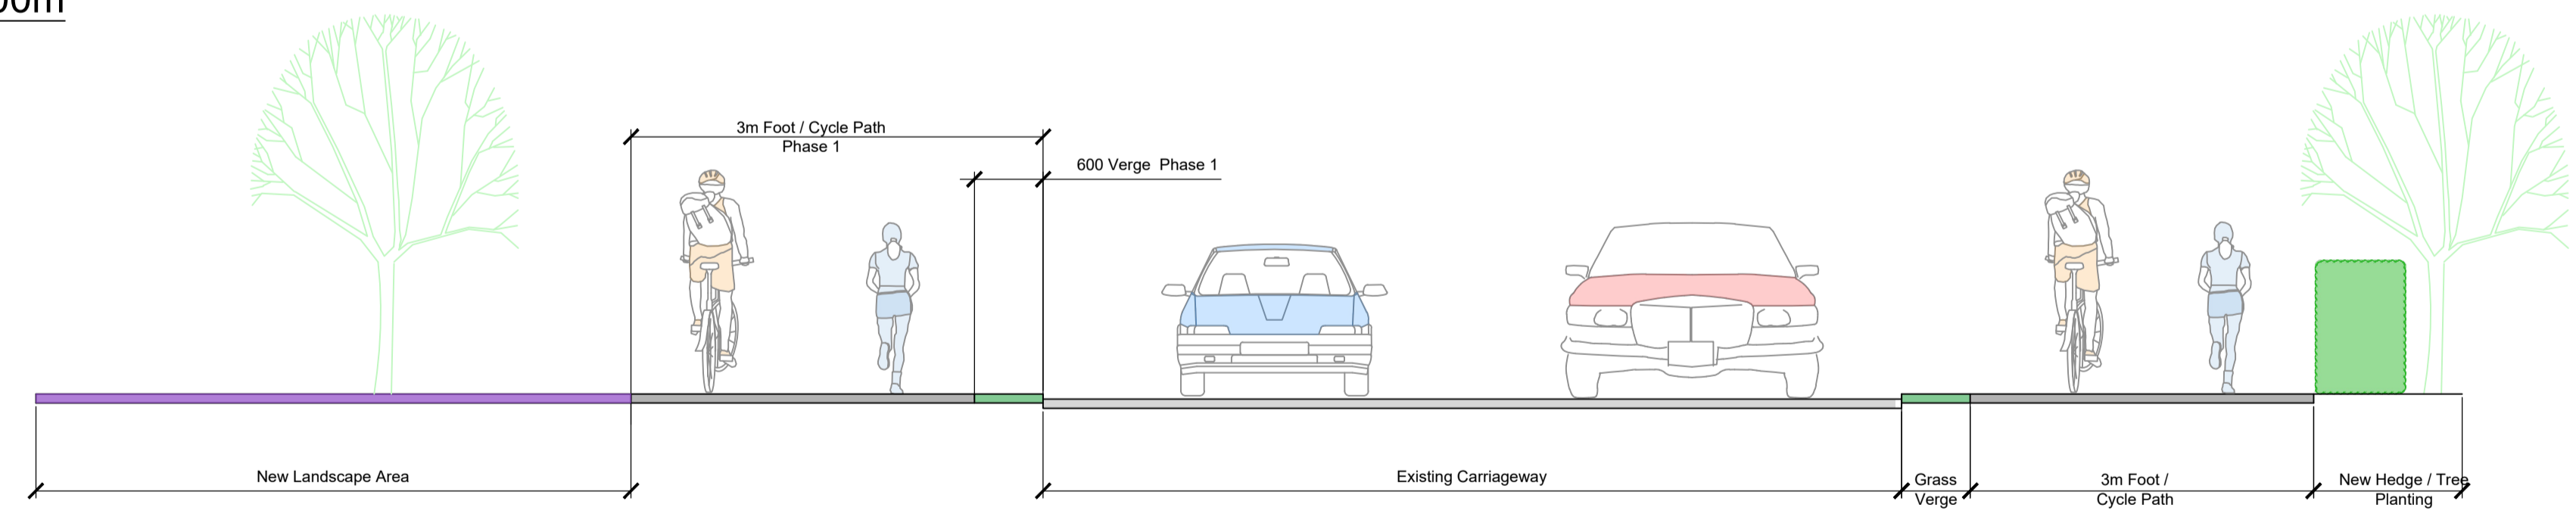 3m Foot / Cycle Path
Phase 1
600 Verge Phase 1
New Landscape Area
Existing Carriageway
Grass
Verge
3m Foot /
Cycle Path
New Hedge / Tree
Planting